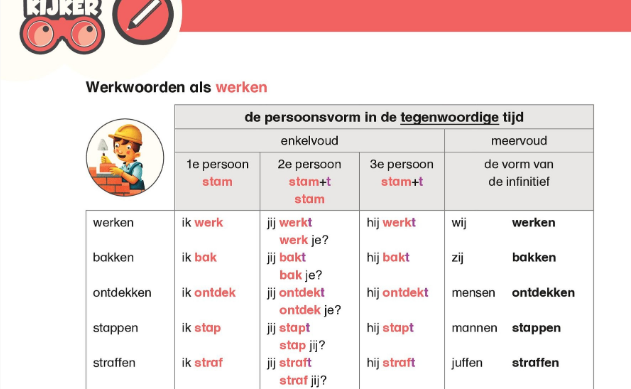 KIJKER
Werkwoorden als werken
de persoonsvorm in de tegenwoordige tijd
enkelvoud meervoud
1e persoon 2e persoon 3e persoon de vorm van
stam stam+t stam+t de infinitief
stam
werken ik werk jij werkt hij werkt wij werken
werk je?
bakken ik bak jij bakt hij bakt zij bakken
bak je?
ontdekken ik ontdek jij ontdekt hij ontdekt mensen ontdekken
ontdek je?
stappen ik stap jij stapt hij stapt mannen stappen
stap jij?
straffen ik straf jij straft hij straft juffen straffen
straf jij?